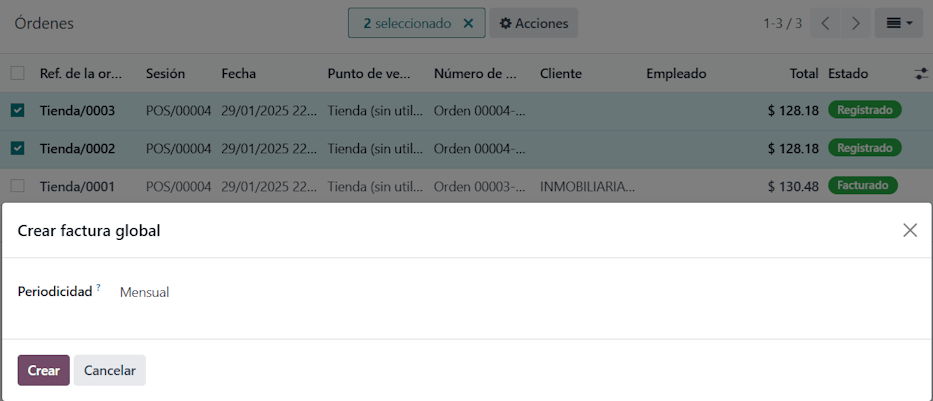 Órdenes 2 seleccionado × Acciones 1-3 / 3
Ref. de la or... Sesión Fecha Punto de ve... Número de ... Cliente Empleado Total Estado
Tienda/0003 POS/00004 29/01/2025 22... Tienda (sin util... Orden 00004-... $ 128.18 Registrado
Tienda/0002 POS/00004 29/01/2025 22... Tienda (sin util... Orden 00004-... $ 128.18 Registrado
Tienda/0001 POS/00004 29/01/2025 22... Tienda (sin util... Orden 00003-... INMOBILIARIA... $ 130.48 Facturado
Crear factura global
Periodicidad ? Mensual
Crear Cancelar